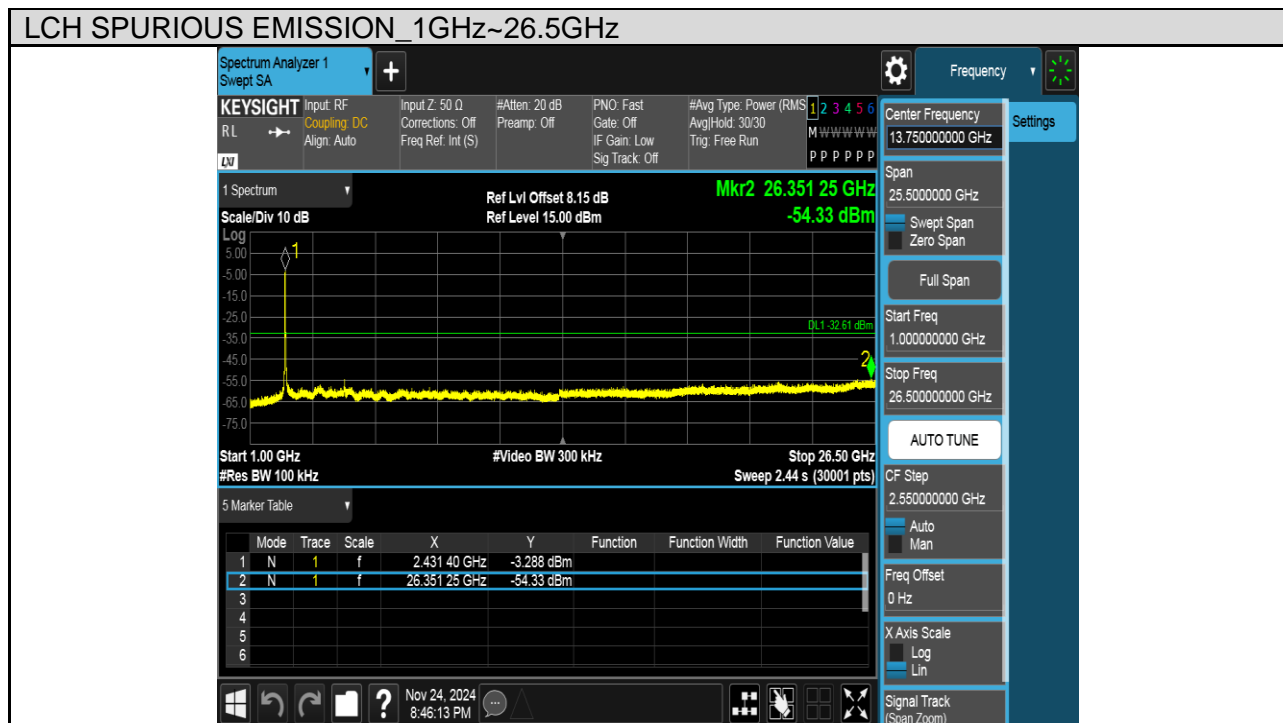 LCH SPURIOUS EMISSION_1GHz~26.5GHz
Spectrum Analyzer 1
Swept SA
Frequency
KEYSIGHT
RL
LXI
Input: RF
Coupling: DC
Align: Auto
Input Z: 50 Ω
Corrections: Off
Freq Ref: Int (S)
#Atten: 20 dB
Preamp: Off
PNO: Fast
Gate: Off
IF Gain: Low
Sig Track: Off
#Avg Type: Power (RMS
Avg|Hold: 30/30
Trig: Free Run
1 2 3 4 5 6
M W W W W W
P P P P P P
1 Spectrum
Scale/Div 10 dB
Ref Lvl Offset 8.15 dB
Ref Level 15.00 dBm
Mkr2 26.351 25 GHz
-54.33 dBm
Log
5.00
-5.00
-15.0
-25.0
-35.0
-45.0
-55.0
-65.0
-75.0
1
DL1 -32.61 dBm
2
Start 1.00 GHz
#Video BW 300 kHz
Stop 26.50 GHz
#Res BW 100 kHz
Sweep 2.44 s (30001 pts)
5 Marker Table
Mode Trace Scale X Y Function Function Width Function Value
1 N 1 f 2.431 40 GHz -3.288 dBm
2 N 1 f 26.351 25 GHz -54.33 dBm
3
4
5
6
Nov 24, 2024
8:46:13 PM
Center Frequency
13.750000000 GHz
Settings
Span
25.5000000 GHz
Swept Span
Zero Span
Full Span
Start Freq
1.000000000 GHz
Stop Freq
26.500000000 GHz
AUTO TUNE
CF Step
2.550000000 GHz
Auto
Man
Freq Offset
0 Hz
X Axis Scale
Log
Lin
Signal Track
(Span Zoom)